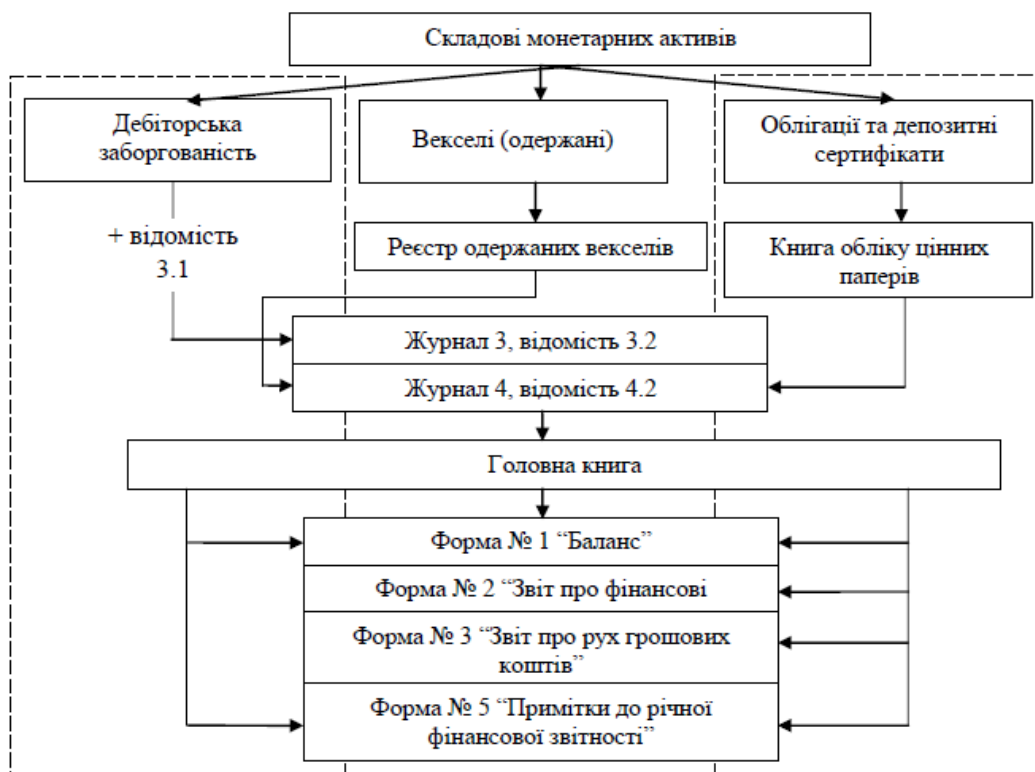 Складові монетарних активів
Дебіторська
заборгованість
Векселі (одержані)
Облігації та депозитні
сертифікати
+ відомість
3.1
Реєстр одержаних векселів
Книга обліку цінних
паперів
Журнал 3, відомість 3.2
Журнал 4, відомість 4.2
Головна книга
Форма № 1 “Баланс”
Форма № 2 “Звіт про фінансові
Форма № 3 “Звіт про рух грошових
коштів”
Форма № 5 “Примітки до річної
фінансової звітності”